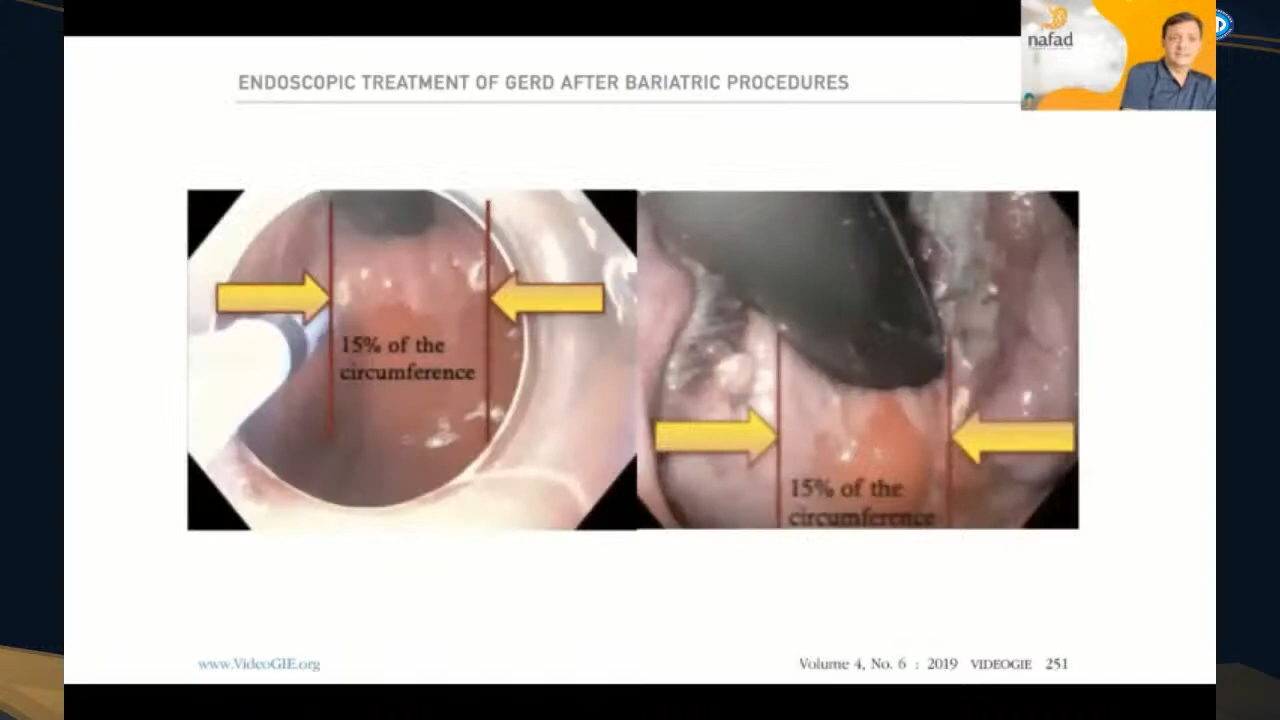 nafad
ENDOSCOPIC TREATMENT OF GERD AFTER BARIATRIC PROCEDURES
15% of the
circumference
15% of the
circumference
www.VideoGIE.org
Volume 4, No. 6 : 2019 VIDEOGIE 251